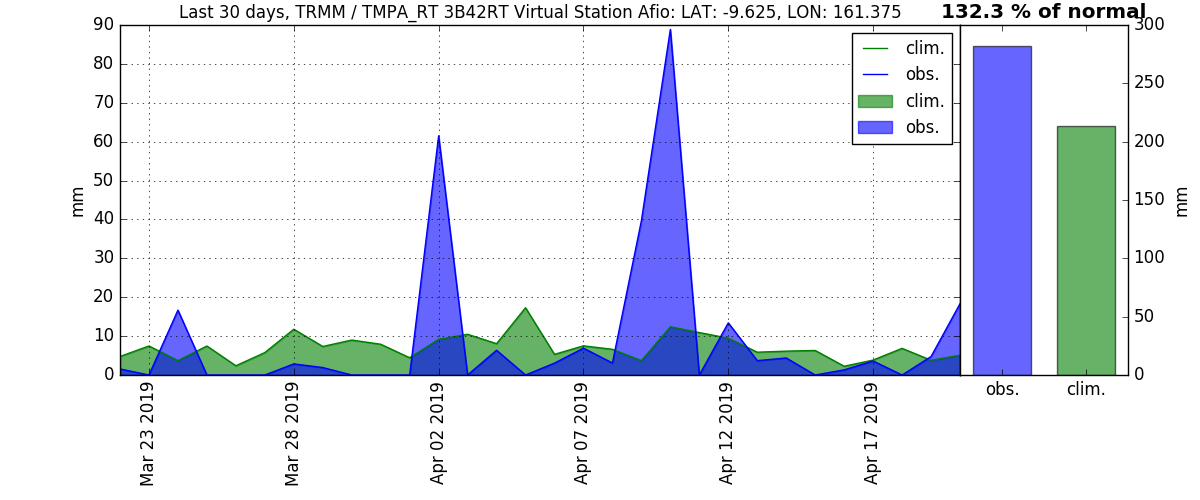 Last 30 days, TRMM / TMPA_RT 3B42RT Virtual Station Afio: LAT: -9.625, LON: 161.375
132.3 % of normal
90
80
70
60
50
40
30
20
10
0
mm
clim.
obs.
clim.
obs.
Mar 23 2019
Mar 28 2019
Apr 02 2019
Apr 07 2019
Apr 12 2019
Apr 17 2019
300
250
200
150
100
50
0
mm
obs.
clim.